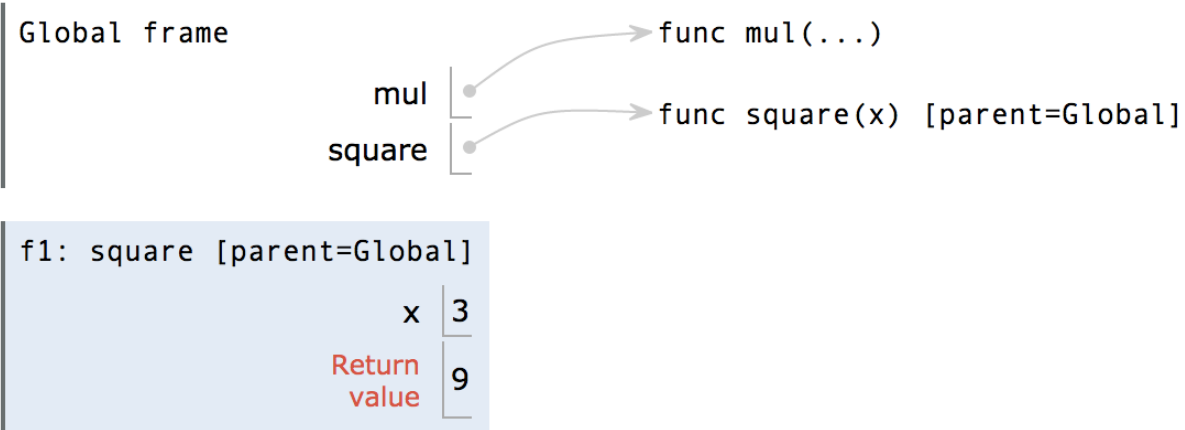 Global frame
func mul(...)
mul
func square(x) [parent=Global]
square
f1: square [parent=Global]
x 3
Return
value 9